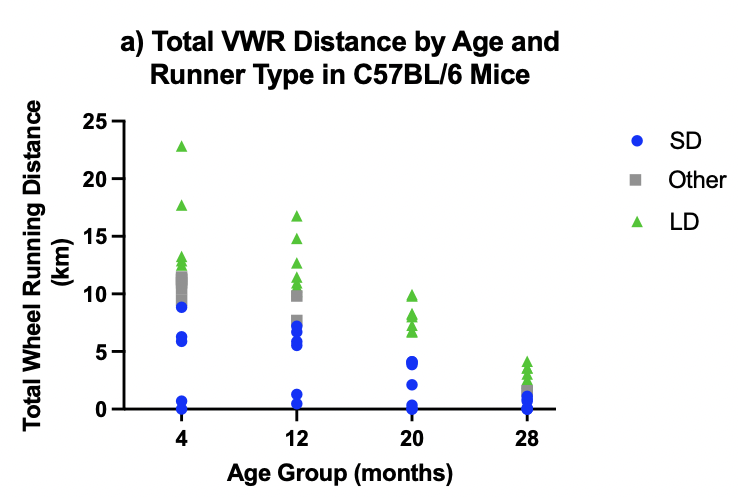 a) Total VWR Distance by Age and
Runner Type in C57BL/6 Mice
Total Wheel Running Distance
(km)
25
20
15
10
5
0
4 12 20 28
Age Group (months)
SD
Other
LD